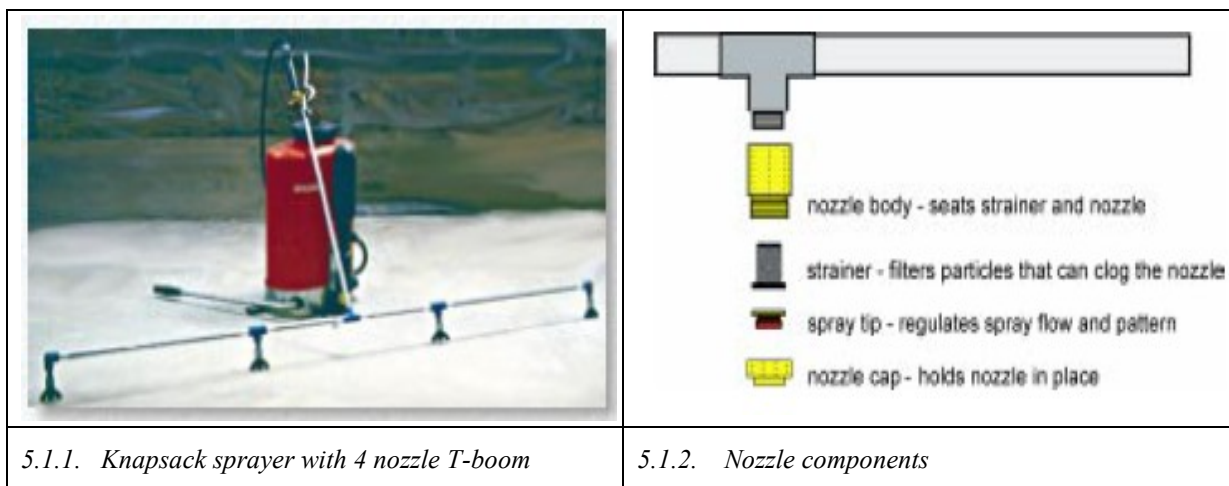 nozzle body - seats strainer and nozzle
strainer - filters particles that can clog the nozzle
spray tip - regulates spray flow and pattern
nozzle cap - holds nozzle in place
5.1.1. Knapsack sprayer with 4 nozzle T-boom
5.1.2. Nozzle components